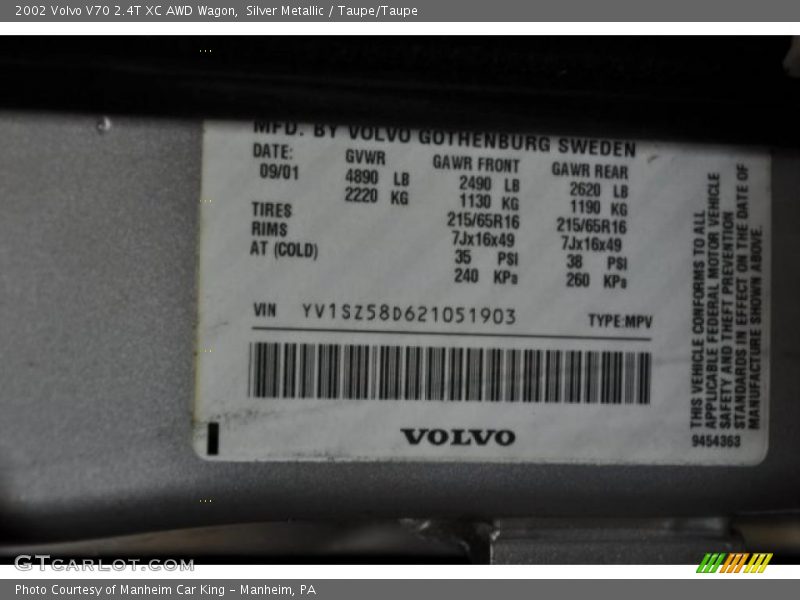 2002 Volvo V70 2.4T XC AWD Wagon, Silver Metallic / Taupe/Taupe
MFD. BY VOLVO GOTHENBURG SWEDEN
DATE: GVWR GAWR FRONT GAWR REAR
09/01 4890 LB 2490 LB 2620 LB
2220 KG 1130 KG 1190 KG
TIRES 215/65R16 215/65R16
RIMS 7Jx16x49 7Jx16x49
AT (COLD) 35 PSI 38 PSI
240 KPa 260 KPa
VIN YV1SZ58D621051903 TYPE:MPV
VOLVO
THIS VEHICLE CONFORMS TO ALL
APPLICABLE FEDERAL MOTOR VEHICLE
SAFETY AND THEFT PREVENTION
STANDARDS IN EFFECT ON THE DATE OF
MANUFACTURE SHOWN ABOVE.
9454363
GTCARLOT.COM
Photo Courtesy of Manheim Car King - Manheim, PA